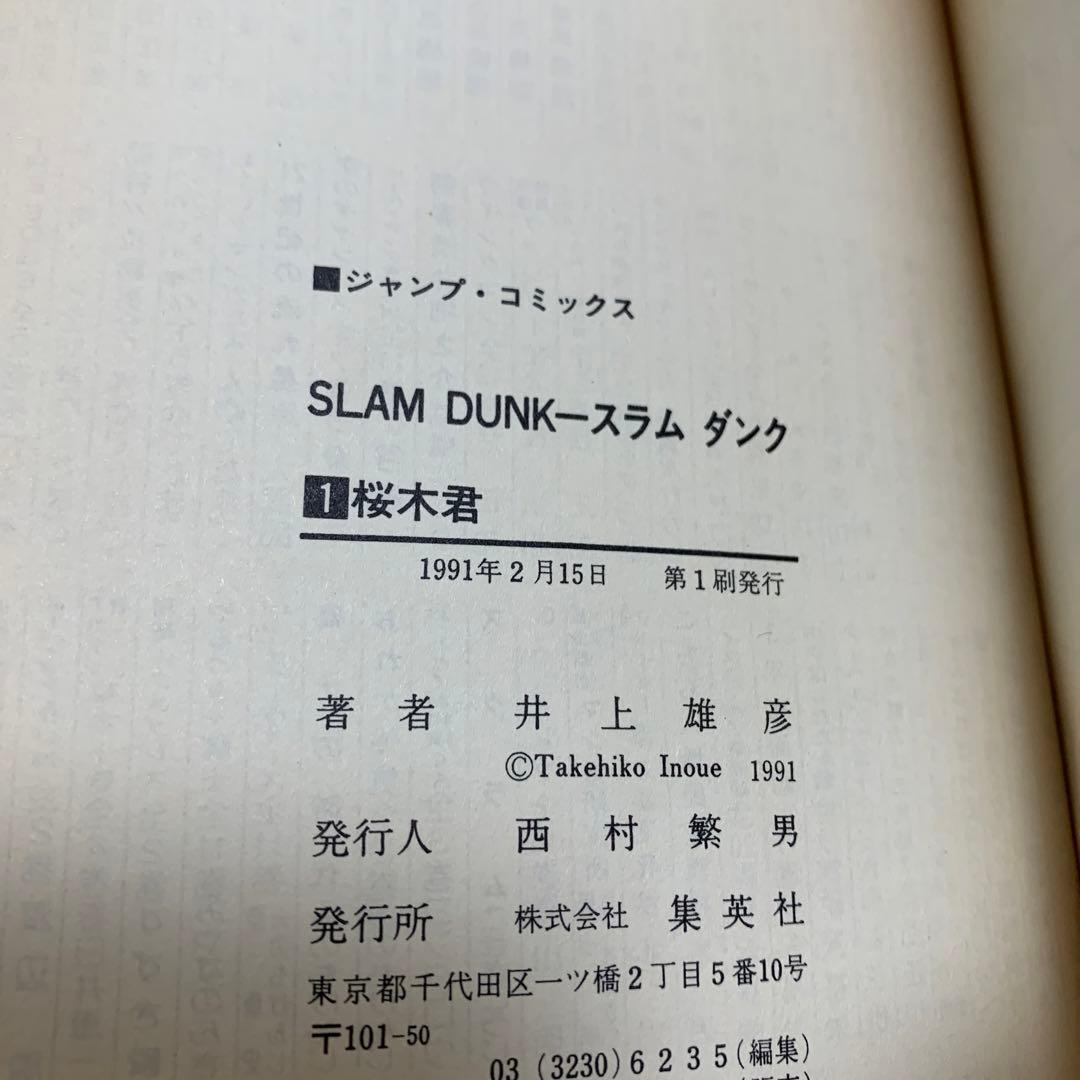 ■ジャンプ・コミックス
SLAM DUNK―スラム ダンク
1桜木君
1991年2月15日　第1刷発行
著者　井上雄彦
©Takehiko Inoue 1991
発行人　西村繁男
発行所　株式会社 集英社
東京都千代田区一ツ橋2丁目5番10号
〒101-50
03 (3230) 6235(編集)